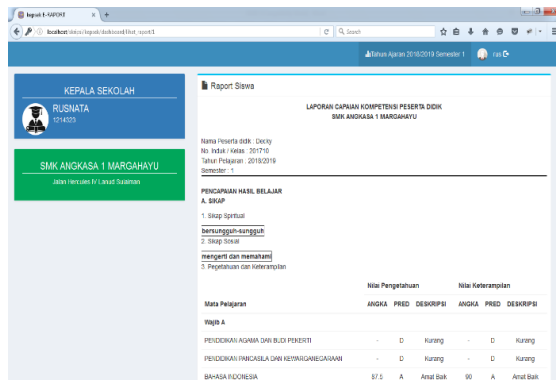 bspsak E-RAPORT
localhost/skripsi/bspsak/dashboard/lihat_raport/1
Search
Tahun Ajaran 2018/2019 Semester 1
rus
KEPALA SEKOLAH
RUSNATA
1214323
SMK ANGKASA 1 MARGAHAYU
Jalan Hercules IV Lanud Sulaiman
Raport Siswa
LAPORAN CAPAIAN KOMPETENSI PESERTA DIDIK
SMK ANGKASA 1 MARGAHAYU
Nama Peserta didik : Decky
No. Induk / Kelas : 201710
Tahun Pelajaran : 2018/2019
Semester : 1
PENCAPAIAN HASIL BELAJAR
A. SIKAP
1. Sikap Spiritual
bersungguh-sungguh
2. Sikap Sosial
mengerti dan memahami
3. Pegetahuan dan Keterampilan
Nilai Pengetahuan Nilai Keterampilan
Mata Pelajaran ANGKA PRED DESKRIPSI ANGKA PRED DESKRIPSI
Wajib A
PENDIDIKAN AGAMA DAN BUDI PEKERTI - D Kurang - D Kurang
PENDIDIKAN PANCASILA DAN KEWARGANEGARAAN - D Kurang - D Kurang
BAHASA INDONESIA 87.5 A Amat Baik 90 A Amat Baik